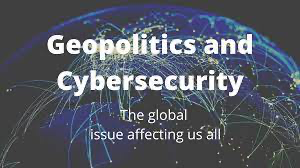 Geopolitics and
Cybersecurity
The global
issue affecting us all